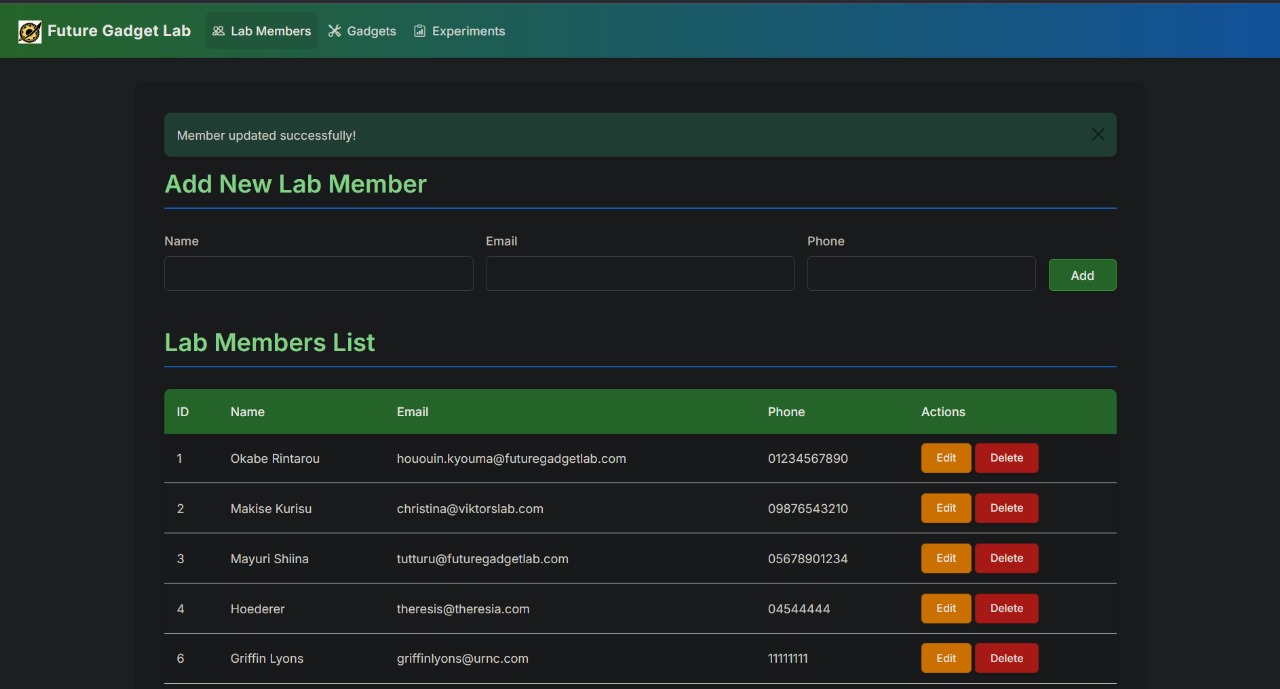 Future Gadget Lab Lab Members Gadgets Experiments
Member updated successfully!
Add New Lab Member
Name Email Phone
Add
Lab Members List
ID Name Email Phone Actions
1 Okabe Rintarou hououin.kyouma@futuregadgetlab.com 01234567890 Edit Delete
2 Makise Kurisu christina@viktorslab.com 09876543210 Edit Delete
3 Mayuri Shiina tutturu@futuregadgetlab.com 05678901234 Edit Delete
4 Hoederer theresis@theresia.com 04544444 Edit Delete
6 Griffin Lyons griffinlyons@urnc.com 11111111 Edit Delete